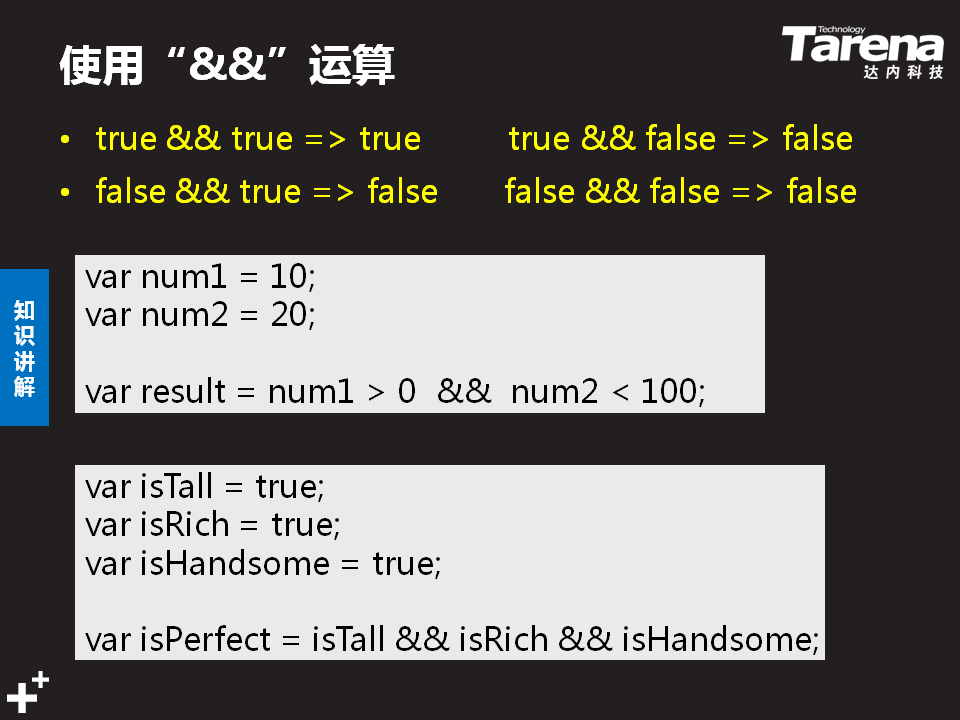 使用“&&”运算
Technology
Tarena
达内科技
• true && true => true true && false => false
• false && true => false false && false => false
var num1 = 10;
var num2 = 20;
var result = num1 > 0 && num2 < 100;
知识讲解
var isTall = true;
var isRich = true;
var isHandsome = true;
var isPerfect = isTall && isRich && isHandsome;